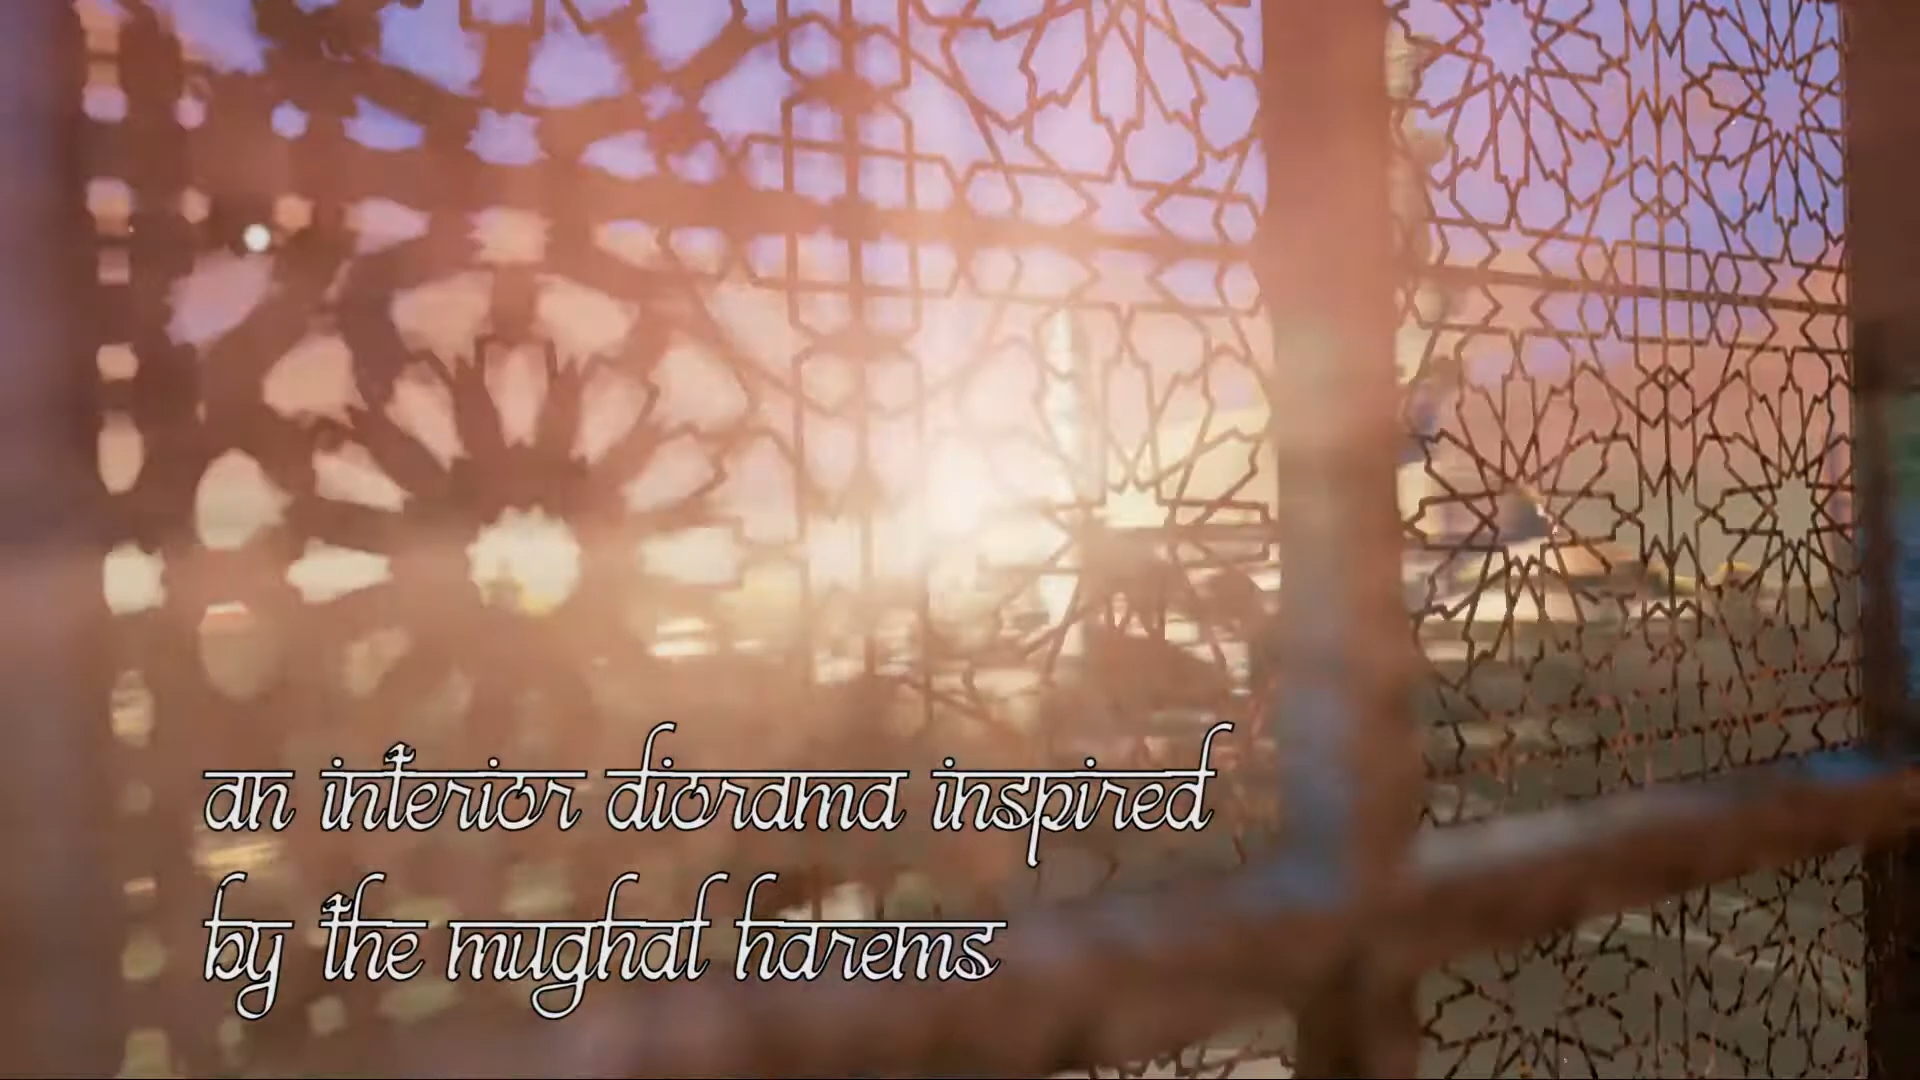 an interior diorama inspired
by the mughal harems